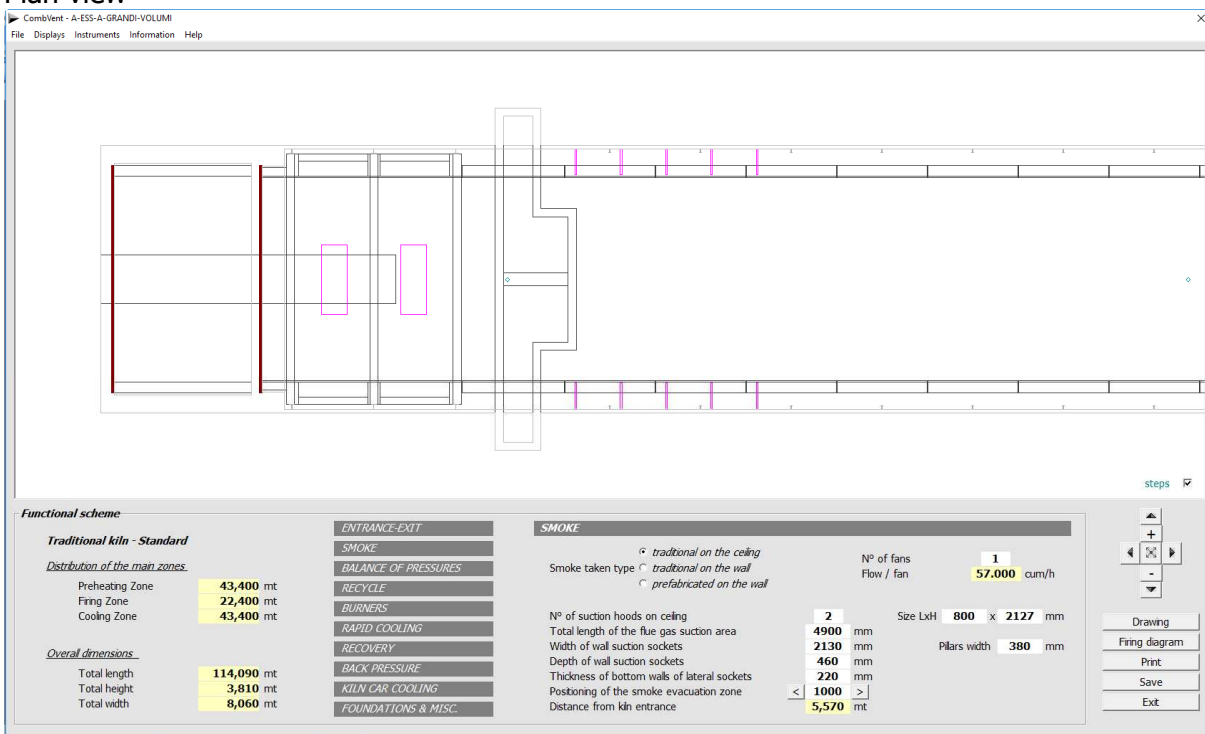 Plan view
CombVent - A-ESS-A-GRANDI-VOLUMI
File Displays Instruments Information Help
steps
Functional scheme
Traditional kiln - Standard
Distribution of the main zones
Preheating Zone 43,400 mt
Firing Zone 22,400 mt
Cooling Zone 43,400 mt
Overall dimensions
Total length 114,090 mt
Total height 3,810 mt
Total width 8,060 mt
ENTRANCE-EXIT
SMOKE
BALANCE OF PRESSURES
RECYCLE
BURNERS
RAPID COOLING
RECOVERY
BACK PRESSURE
KILN CAR COOLING
FOUNDATIONS & MISC.
SMOKE
Smoke taken type
traditional on the ceiling
traditional on the wall
prefabricated on the wall
N° of fans 1
Flow / fan 57.000 cum/h
N° of suction hoods on ceiling 2 Size LxH 800 x 2127 mm
Total length of the flue gas suction area 4900 mm
Width of wall suction sockets 2130 mm Pillars width 380 mm
Depth of wall suction sockets 460 mm
Thickness of bottom walls of lateral sockets 220 mm
Positioning of the smoke evacuation zone < 1000 >
Distance from kiln entrance 5,570 mt
+
-
Drawing
Firing diagram
Print
Save
Exit